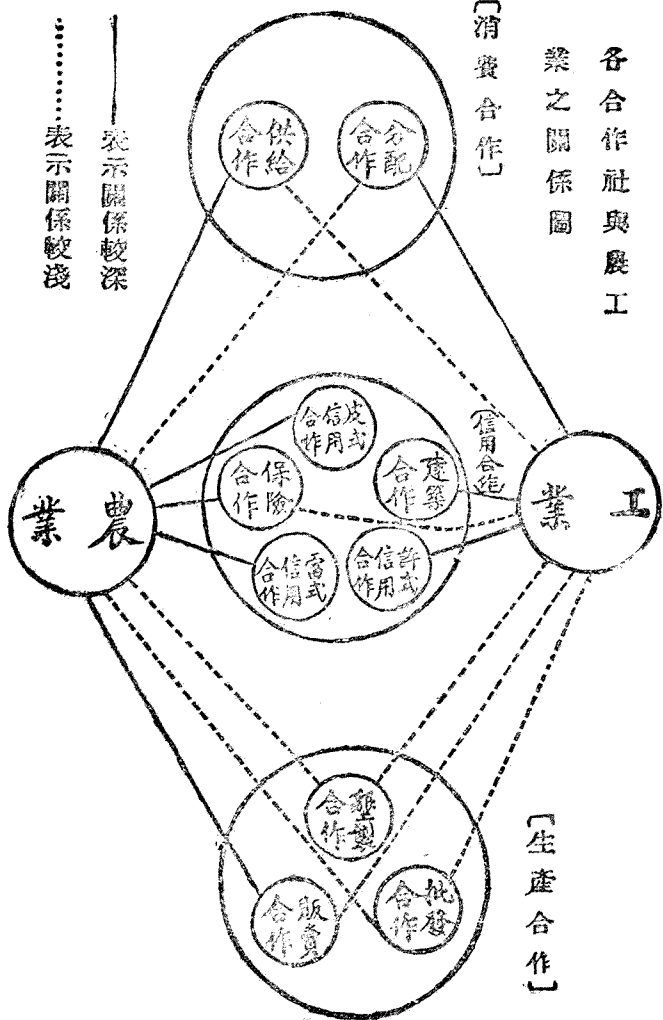 各合作社與農工
業之關係圖
〔消費合作〕
分配合作
供給合作
表示關係較深
表示關係較淺
〔信用合作〕
皮式信用合作
建築合作
保險合作
許式信用合作
雷式信用合作
工業
農業
〔生產合作〕
墾製合作
批發合作
販賣合作